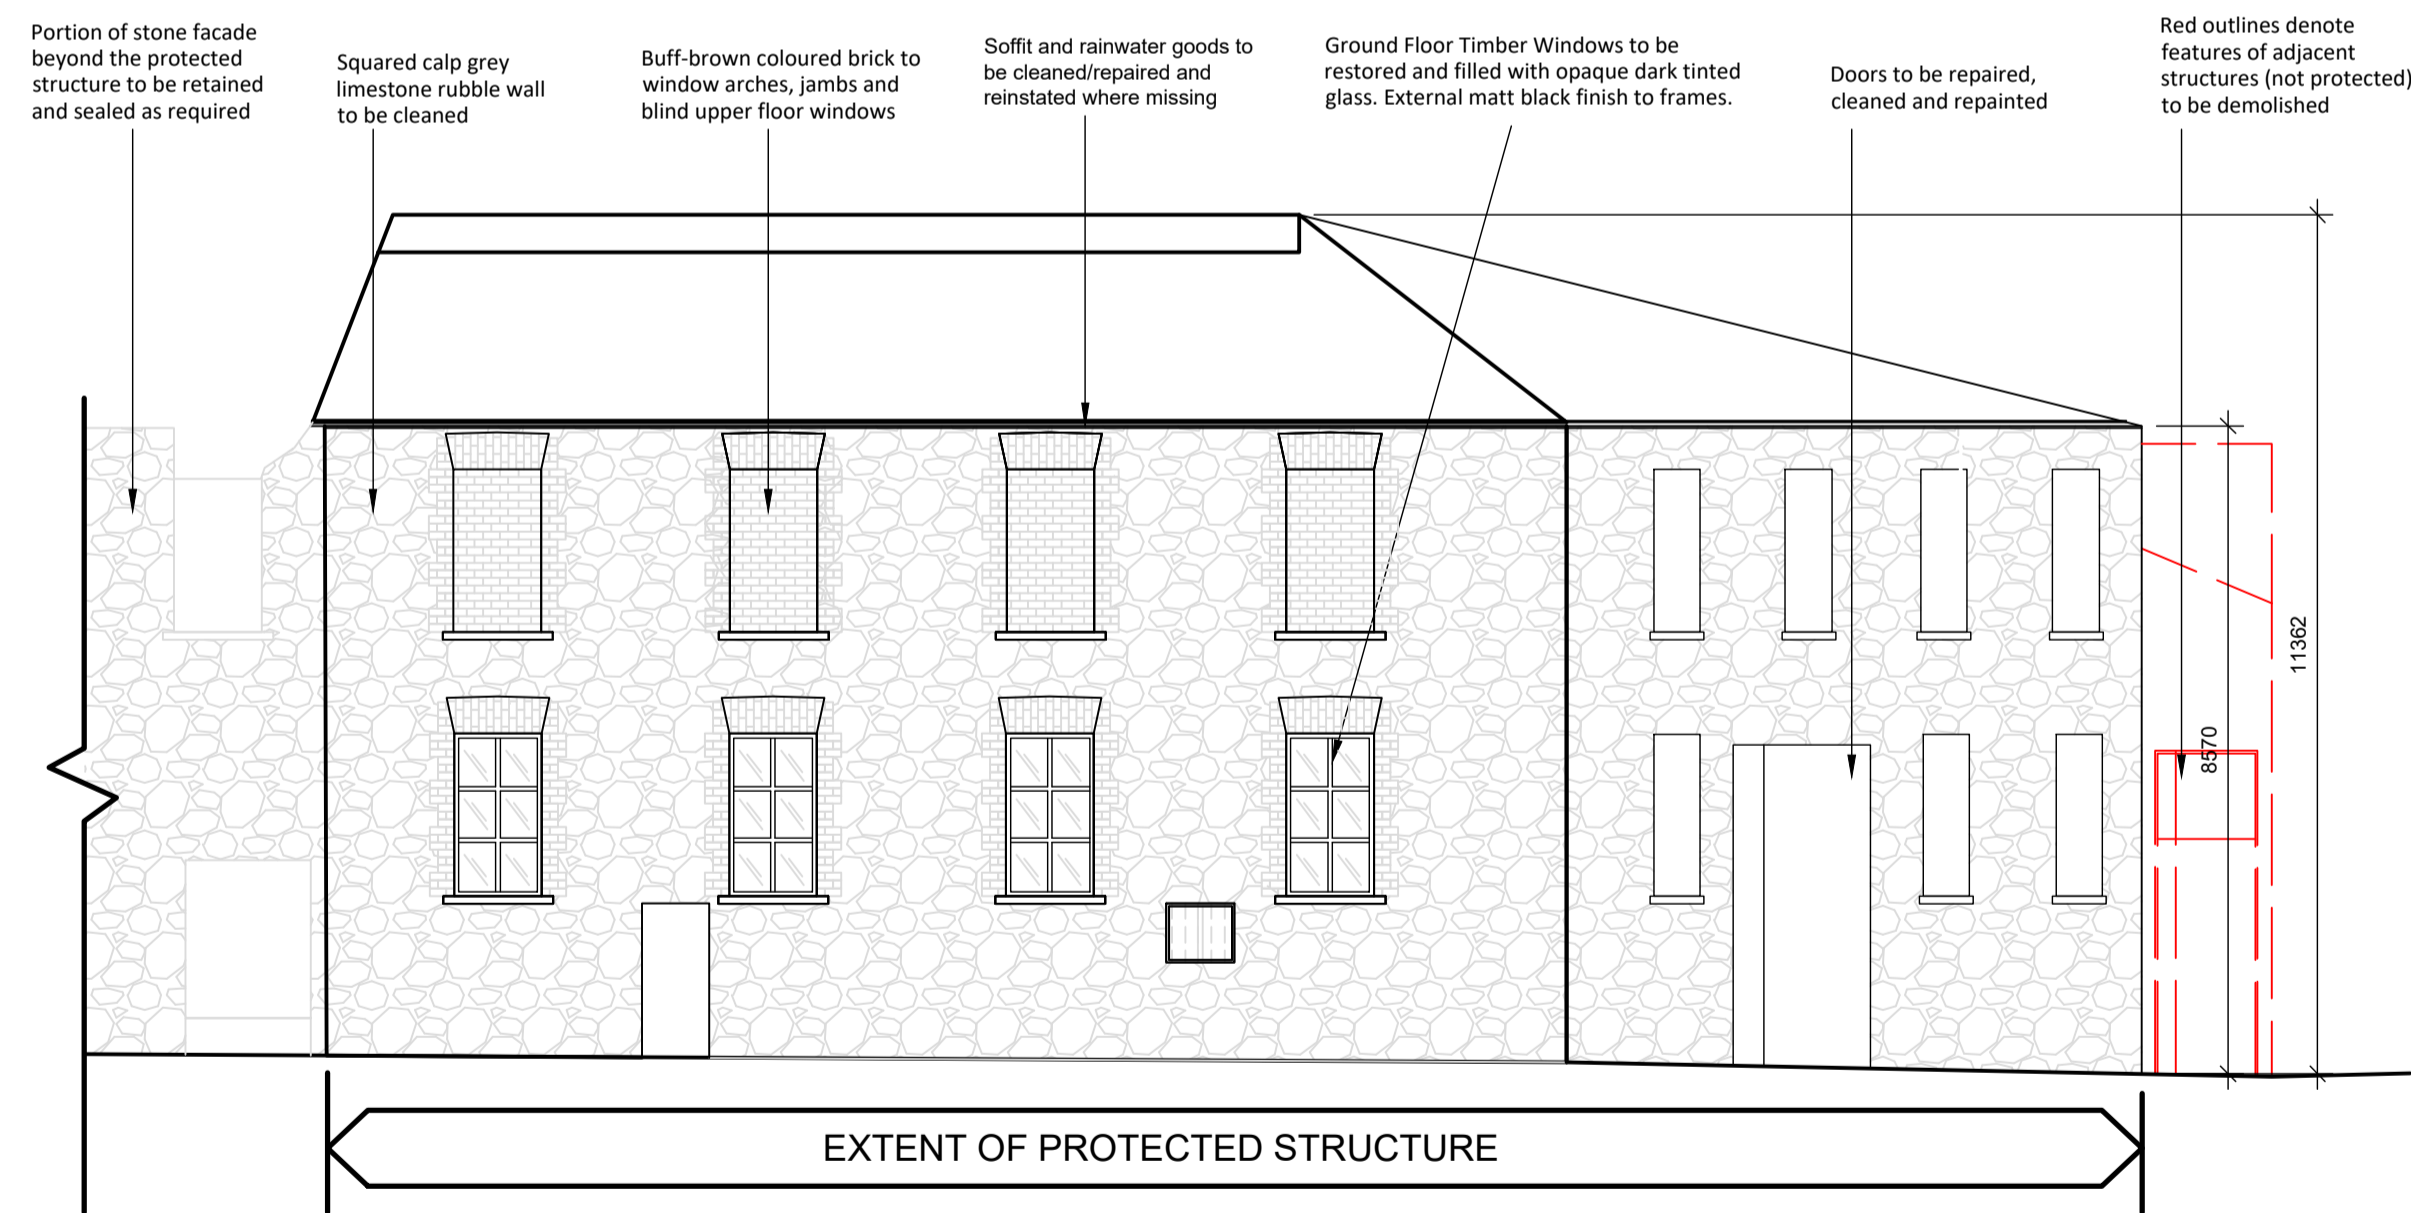 Portion of stone facade
beyond the protected
structure to be retained
and sealed as required
Squared calp grey
limestone rubble wall
to be cleaned
Buff-brown coloured brick to
window arches, jambs and
blind upper floor windows
Soffit and rainwater goods to
be cleaned/repaired and
reinstated where missing
Ground Floor Timber Windows to be
restored and filled with opaque dark tinted
glass. External matt black finish to frames.
Doors to be repaired,
cleaned and repainted
Red outlines denote
features of adjacent
structures (not protected)
to be demolished
11362
8570
EXTENT OF PROTECTED STRUCTURE